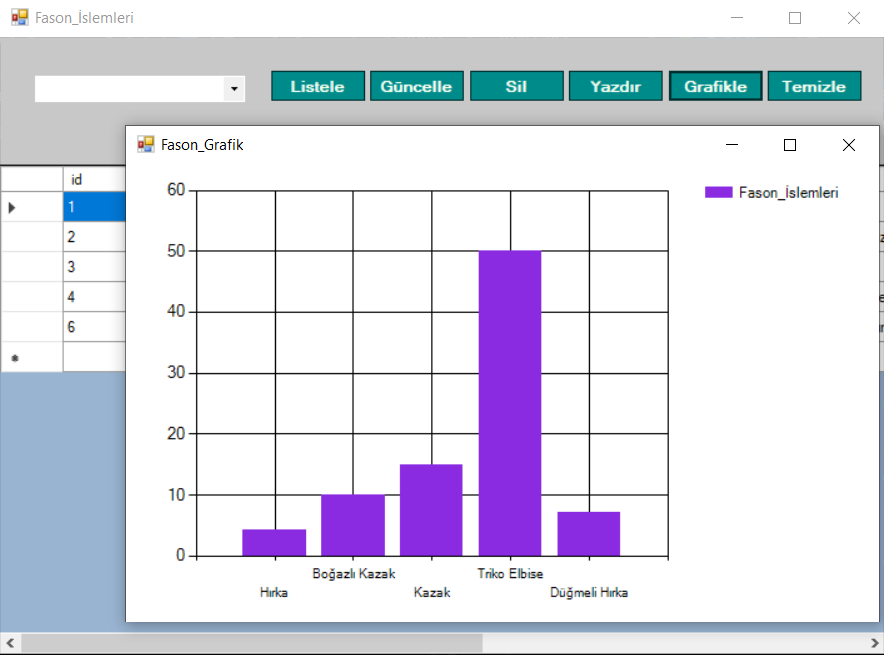 Fason_İslemleri
Listele Güncelle Sil Yazdır Grafikle Temizle
Fason_Grafik
id
1
2
3
4
6
60
50
40
30
20
10
0
Fason_İslemleri
Boğazlı Kazak Triko Elbise
Hırka Kazak Düğmeli Hırka